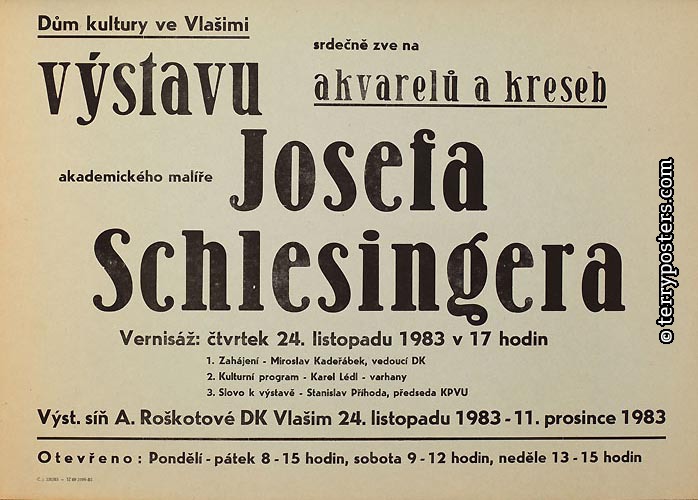 Dům kultury ve Vlašimi
srdečně zve na
výstavu
akvarelů a kreseb
akademického malíře
Josefa
Schlesingera
Vernisáž: čtvrtek 24. listopadu 1983 v 17 hodin
1. Zahájení - Miroslav Kadeřábek, vedoucí DK
2. Kulturní program - Karel Lédl - varhany
3. Slovo k výstavě - Stanislav Příhoda, předseda KPVU
Výst. síň A. Roškotové DK Vlašim 24. listopadu 1983 - 11. prosince 1983
Otevřeno: Pondělí - pátek 8 - 15 hodin, sobota 9 - 12 hodin, neděle 13 - 15 hodin
© terryposters.com